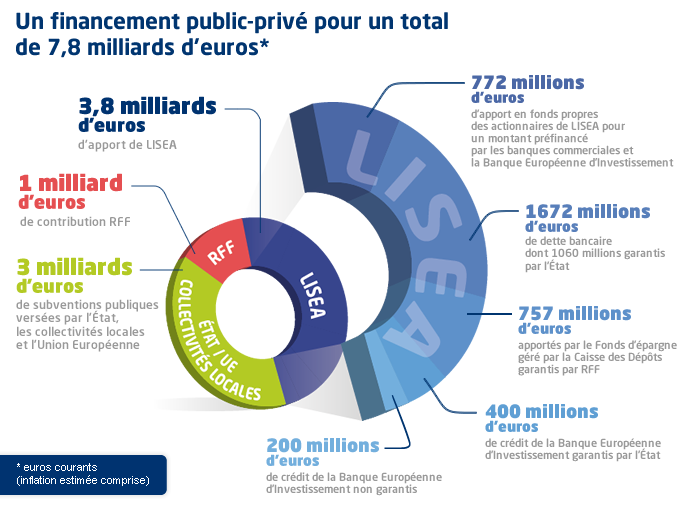 Un financement public-privé pour un total
de 7,8 milliards d'euros*
3,8 milliards
d'euros
d'apport de LISEA
1 milliard
d'euros
de contribution RFF
3 milliards
d'euros
de subventions publiques
versées par l'État,
les collectivités locales
et l'Union Européenne
RFF
LISEA
ÉTAT / UE
COLLECTIVITÉS LOCALES
LISEA
772 millions
d'euros
d'apport en fonds propres
des actionnaires de LISEA pour
un montant préfinancé
par les banques commerciales et
la Banque Européenne d'Investissement
1672 millions
d'euros
de dette bancaire
dont 1060 millions garantis
par l'État
757 millions
d'euros
apportés par le Fonds d'épargne
géré par la Caisse des Dépôts
garantis par RFF
400 millions
d'euros
de crédit de la Banque Européenne
d'Investissement garantis par l'État
200 millions
d'euros
de crédit de la Banque Européenne
d'Investissement non garantis
* euros courants
(inflation estimée comprise)